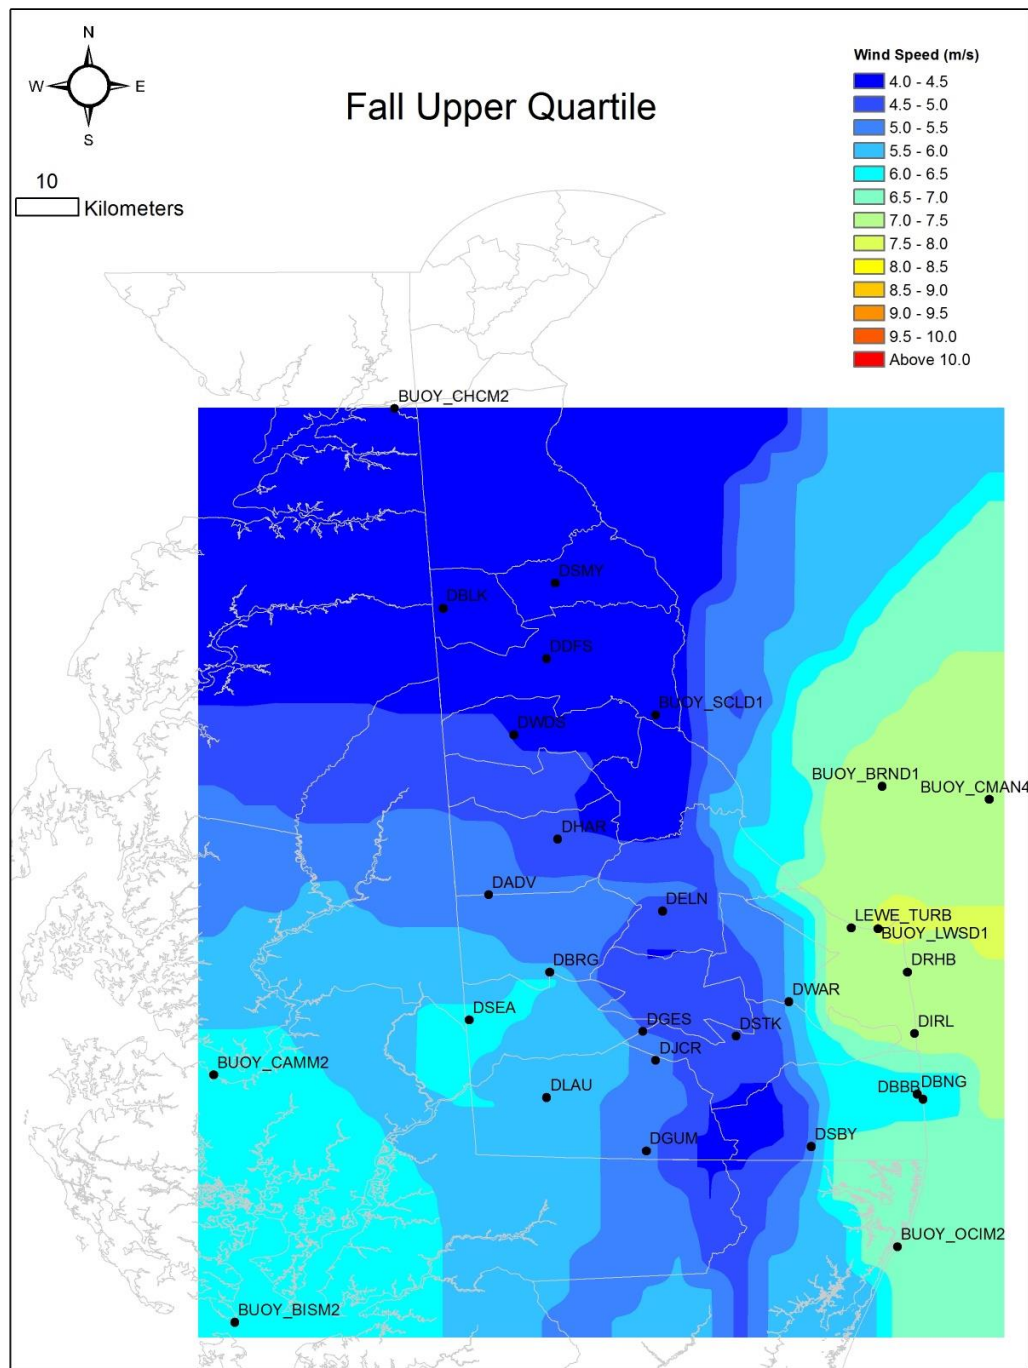 N
W E
S
Fall Upper Quartile
10
Kilometers
Wind Speed (m/s)
4.0 - 4.5
4.5 - 5.0
5.0 - 5.5
5.5 - 6.0
6.0 - 6.5
6.5 - 7.0
7.0 - 7.5
7.5 - 8.0
8.0 - 8.5
8.5 - 9.0
9.0 - 9.5
9.5 - 10.0
Above 10.0
BUOY_CHCM2
DSMY
DBLK
DDFS
BUOY_SCLD1
DWDS
BUOY_BRND1
BUOY_CMAN4
DHAR
DADV
DELN
LEWE_TURB
BUOY_LWSD1
DBRG
DRHB
DWAR
DSEA
DGES
DSTK
DIRL
DJCR
BUOY_CAMM2
DLAU
DBBB
DBNG
DGUM
DSBY
BUOY_OCIM2
BUOY_BISM2